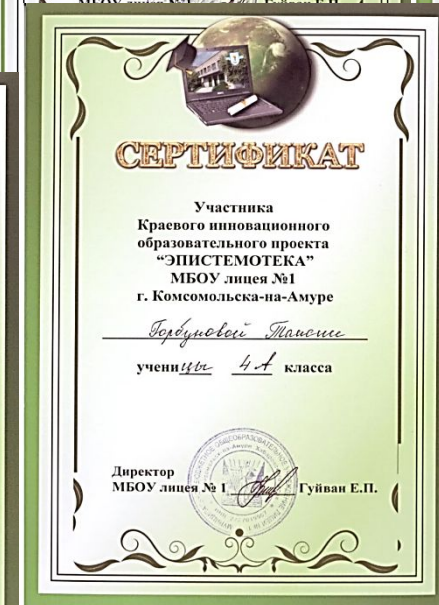 СЕРТИФИКАТ
Участника
Краевого инновационного
образовательного проекта
“ЭПИСТЕМОТЕКА”
МБОУ лицея №1
г. Комсомольска-на-Амуре
Горбуновой Таисии
ученицы 4 А класса
Директор
МБОУ лицея № 1 Гуйван Е.П.